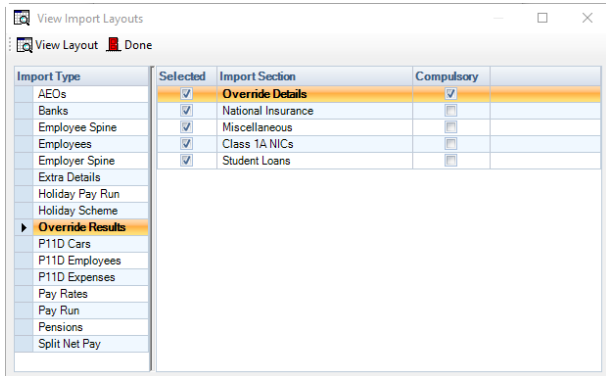 View Import Layouts
View Layout Done
Import Type Selected Import Section Compulsory
AEOs Override Details
Banks National Insurance
Employee Spine Miscellaneous
Employees Class 1A NICs
Employer Spine Student Loans
Extra Details
Holiday Pay Run
Holiday Scheme
Override Results
P11D Cars
P11D Employees
P11D Expenses
Pay Rates
Pay Run
Pensions
Split Net Pay